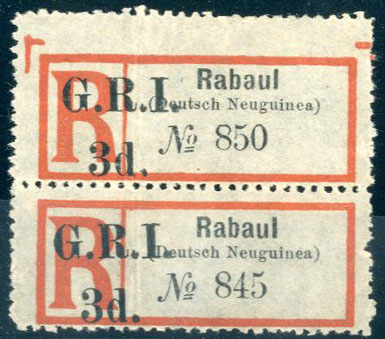 R G.R.I. Rabaul
(Deutsch Neuguinea)
3d. № 850
R G.R.I. Rabaul
(Deutsch Neuguinea)
3d. № 845